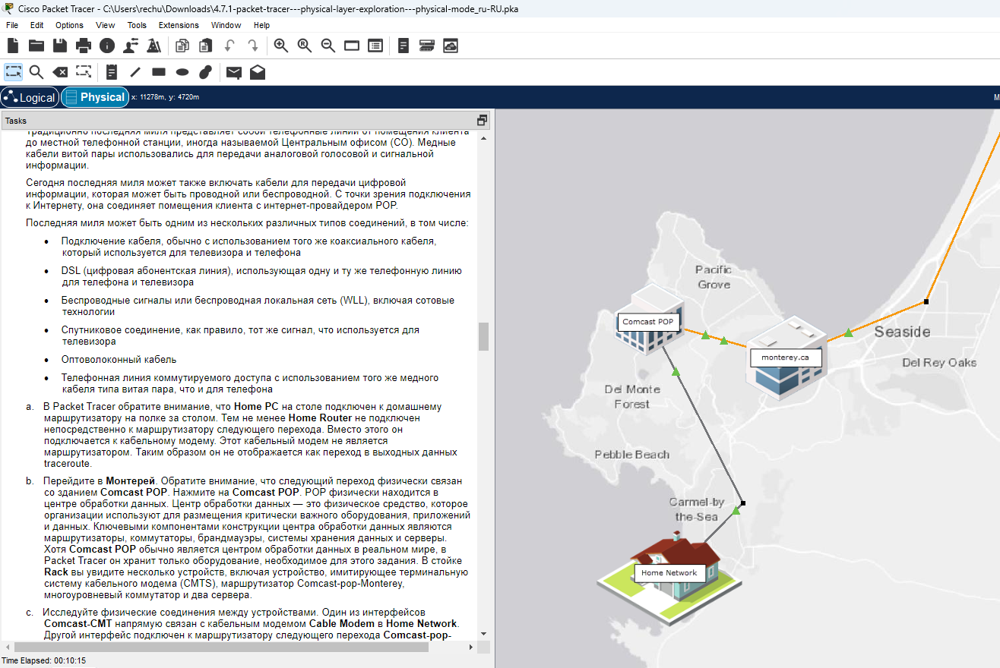 Cisco Packet Tracer - C:\Users\rechu\Downloads\4.7.1-packet-tracer---physical-layer-exploration---physical-mode_ru-RU.pka
File Edit Options View Tools Extensions Window Help
Logical Physical x: 11278m, y: 4720m M
Tasks
Традиционно последняя миля представляет собой телефонные линии от помещения клиента
до местной телефонной станции, иногда называемой Центральным офисом (CO). Медные
кабели витой пары использовались для передачи аналоговой голосовой и сигнальной
информации.
Сегодня последняя миля может также включать кабели для передачи цифровой
информации, которая может быть проводной или беспроводной. С точки зрения подключения
к Интернету, она соединяет помещения клиента с интернет-провайдером POP.
Последняя миля может быть одним из нескольких различных типов соединений, в том числе:
• Подключение кабеля, обычно с использованием того же коаксиального кабеля,
который используется для телевизора и телефона
• DSL (цифровая абонентская линия), использующая одну и ту же телефонную линию
для телефона и телевизора
• Беспроводные сигналы или беспроводная локальная сеть (WLL), включая сотовые
технологии
• Спутниковое соединение, как правило, тот же сигнал, что используется для
телевизора
• Оптоволоконный кабель
• Телефонная линия коммутируемого доступа с использованием того же медного
кабеля типа витая пара, что и для телефона
a. В Packet Tracer обратите внимание, что Home PC на столе подключен к домашнему
маршрутизатору на полке за столом. Тем не менее Home Router не подключен
непосредственно к маршрутизатору следующего перехода. Вместо этого он
подключается к кабельному модему. Этот кабельный модем не является
маршрутизатором. Таким образом он не отображается как переход в выходных данных
traceroute.
b. Перейдите в Монтерей. Обратите внимание, что следующий переход физически связан
со зданием Comcast POP. Нажмите на Comcast POP. POP физически находится в
центре обработки данных. Центр обработки данных — это физическое средство, которое
организации используют для размещения критически важного оборудования, приложений
и данных. Ключевыми компонентами конструкции центра обработки данных являются
маршрутизаторы, коммутаторы, брандмауэры, системы хранения данных и серверы.
Хотя Comcast POP обычно является центром обработки данных в реальном мире, в
Packet Tracer он хранит только оборудование, необходимое для этого задания. В стойке
Rack вы увидите несколько устройств, включая устройство, имитирующее терминальную
систему кабельного модема (CMTS), маршрутизатор Comcast-pop-Monterey,
многоуровневый коммутатор и два сервера.
c. Исследуйте физические соединения между устройствами. Один из интерфейсов
Comcast-CMT напрямую связан с кабельным модемом Cable Modem в Home Network.
Другой интерфейс подключен к маршрутизатору следующего перехода Comcast-pop-
Time Elapsed: 00:10:15
Pacific
Grove
Comcast POP
monterey.ca
Seaside
Del Rey Oaks
Del Monte
Forest
Pebble Beach
Carmel-by
the-Sea
Home Network